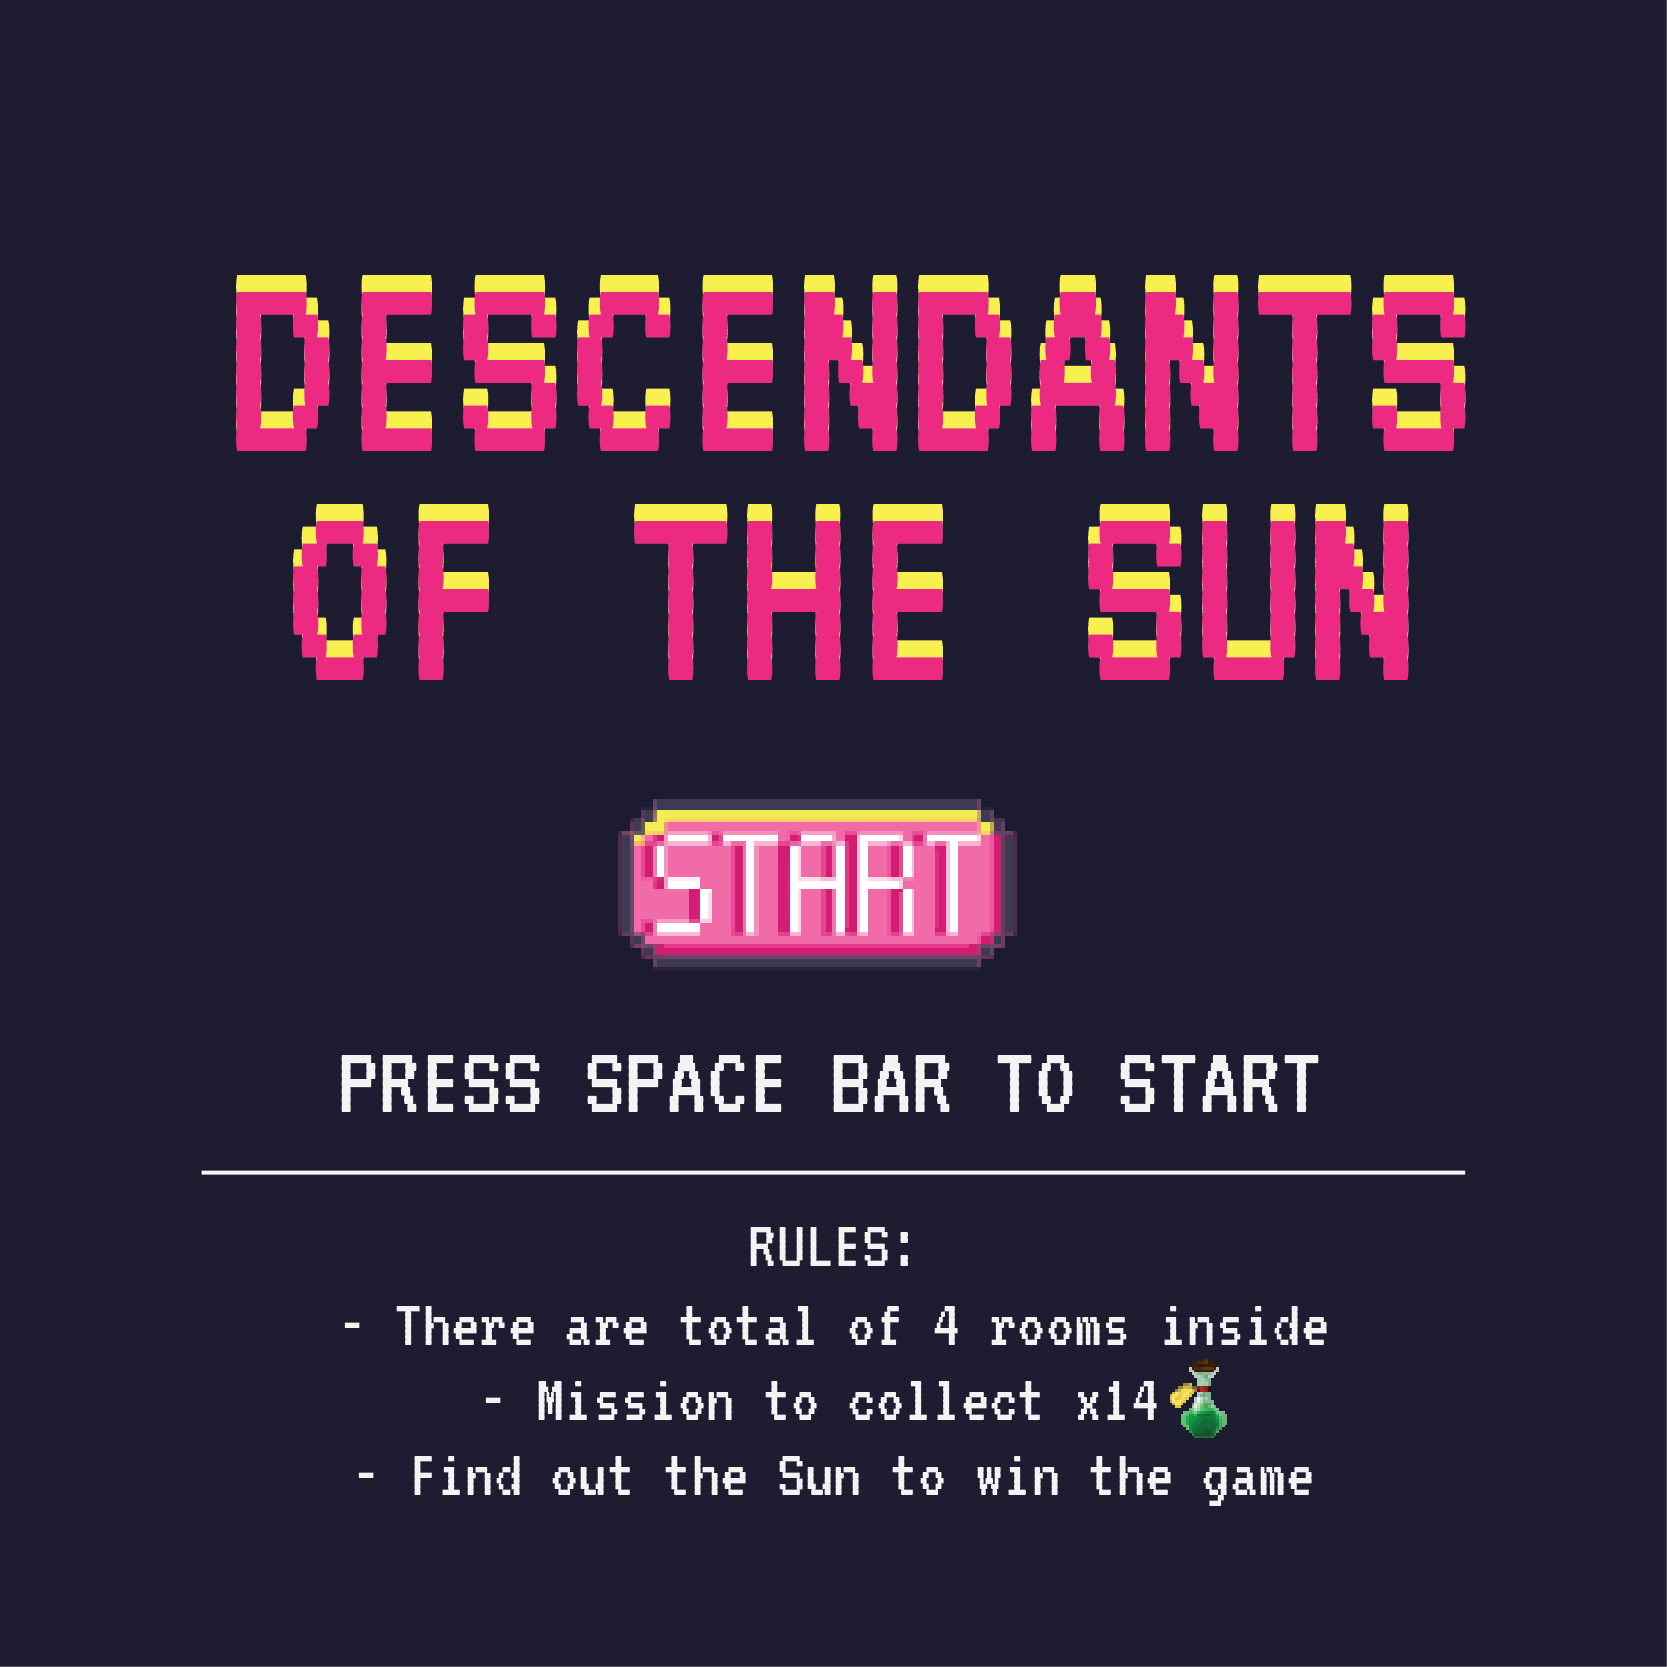 DESCENDANTS
OF THE SUN
START
PRESS SPACE BAR TO START
RULES:
- There are total of 4 rooms inside
- Mission to collect x14
- Find out the Sun to win the game